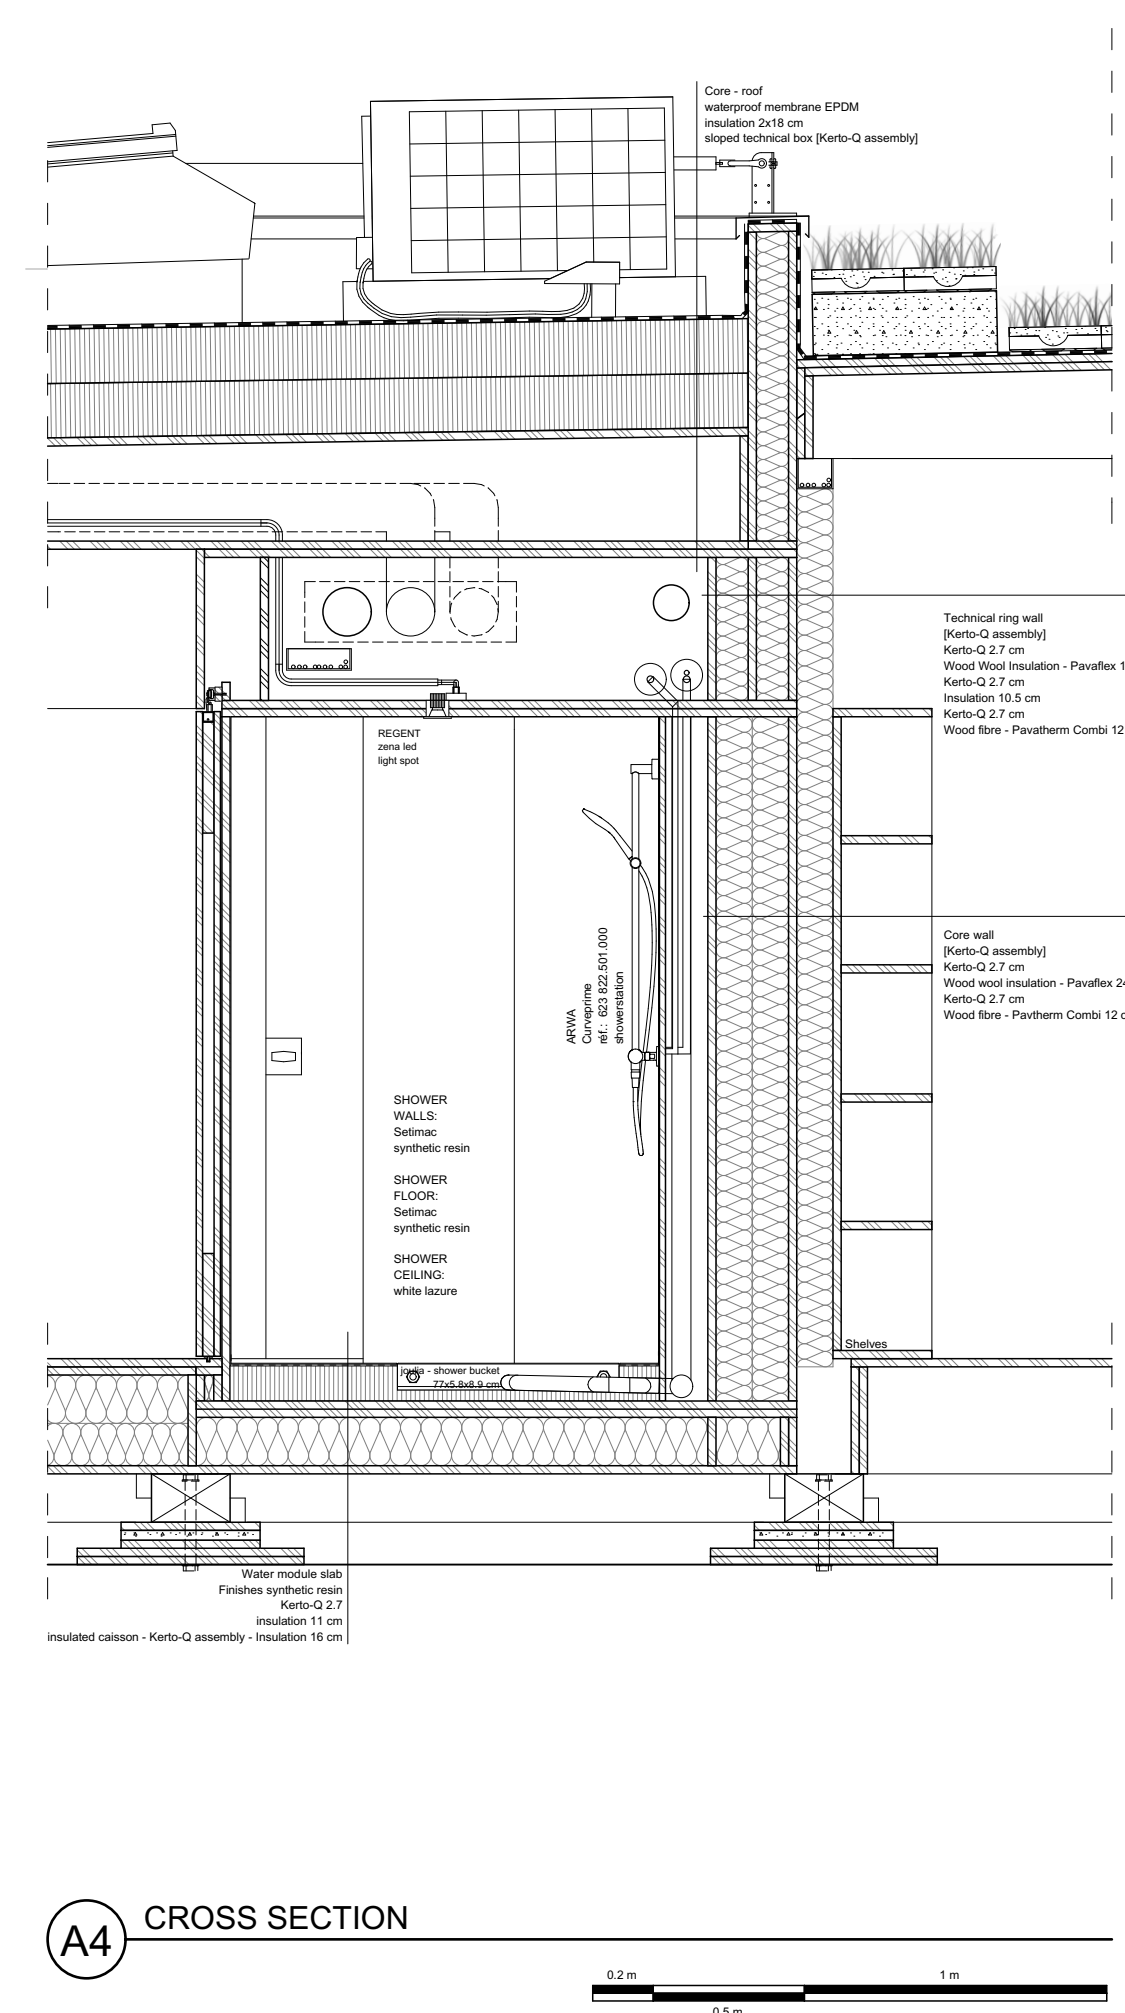 Core - roof
waterproof membrane EPDM
insulation 2x18 cm
sloped technical box [Kerto-Q assembly]
Technical ring wall
[Kerto-Q assembly]
Kerto-Q 2.7 cm
Wood Wool Insulation - Pavaflex 1
Kerto-Q 2.7 cm
Insulation 10.5 cm
Kerto-Q 2.7 cm
Wood fibre - Pavatherm Combi 12
REGENT
zena led
light spot
ARWA
Curveprime
réf.: 623 822.501.000
showerstation
Core wall
[Kerto-Q assembly]
Kerto-Q 2.7 cm
Wood wool insulation - Pavaflex 24
Kerto-Q 2.7 cm
Wood fibre - Pavtherm Combi 12 c
SHOWER
WALLS:
Setimac
synthetic resin
SHOWER
FLOOR:
Setimac
synthetic resin
SHOWER
CEILING:
white lazure
Shelves
joulia - shower bucket
77x5.8x8.9 cm
Water module slab
Finishes synthetic resin
Kerto-Q 2.7
insulation 11 cm
insulated caisson - Kerto-Q assembly - Insulation 16 cm
A4
CROSS SECTION
0.2 m
1 m
0.5 m